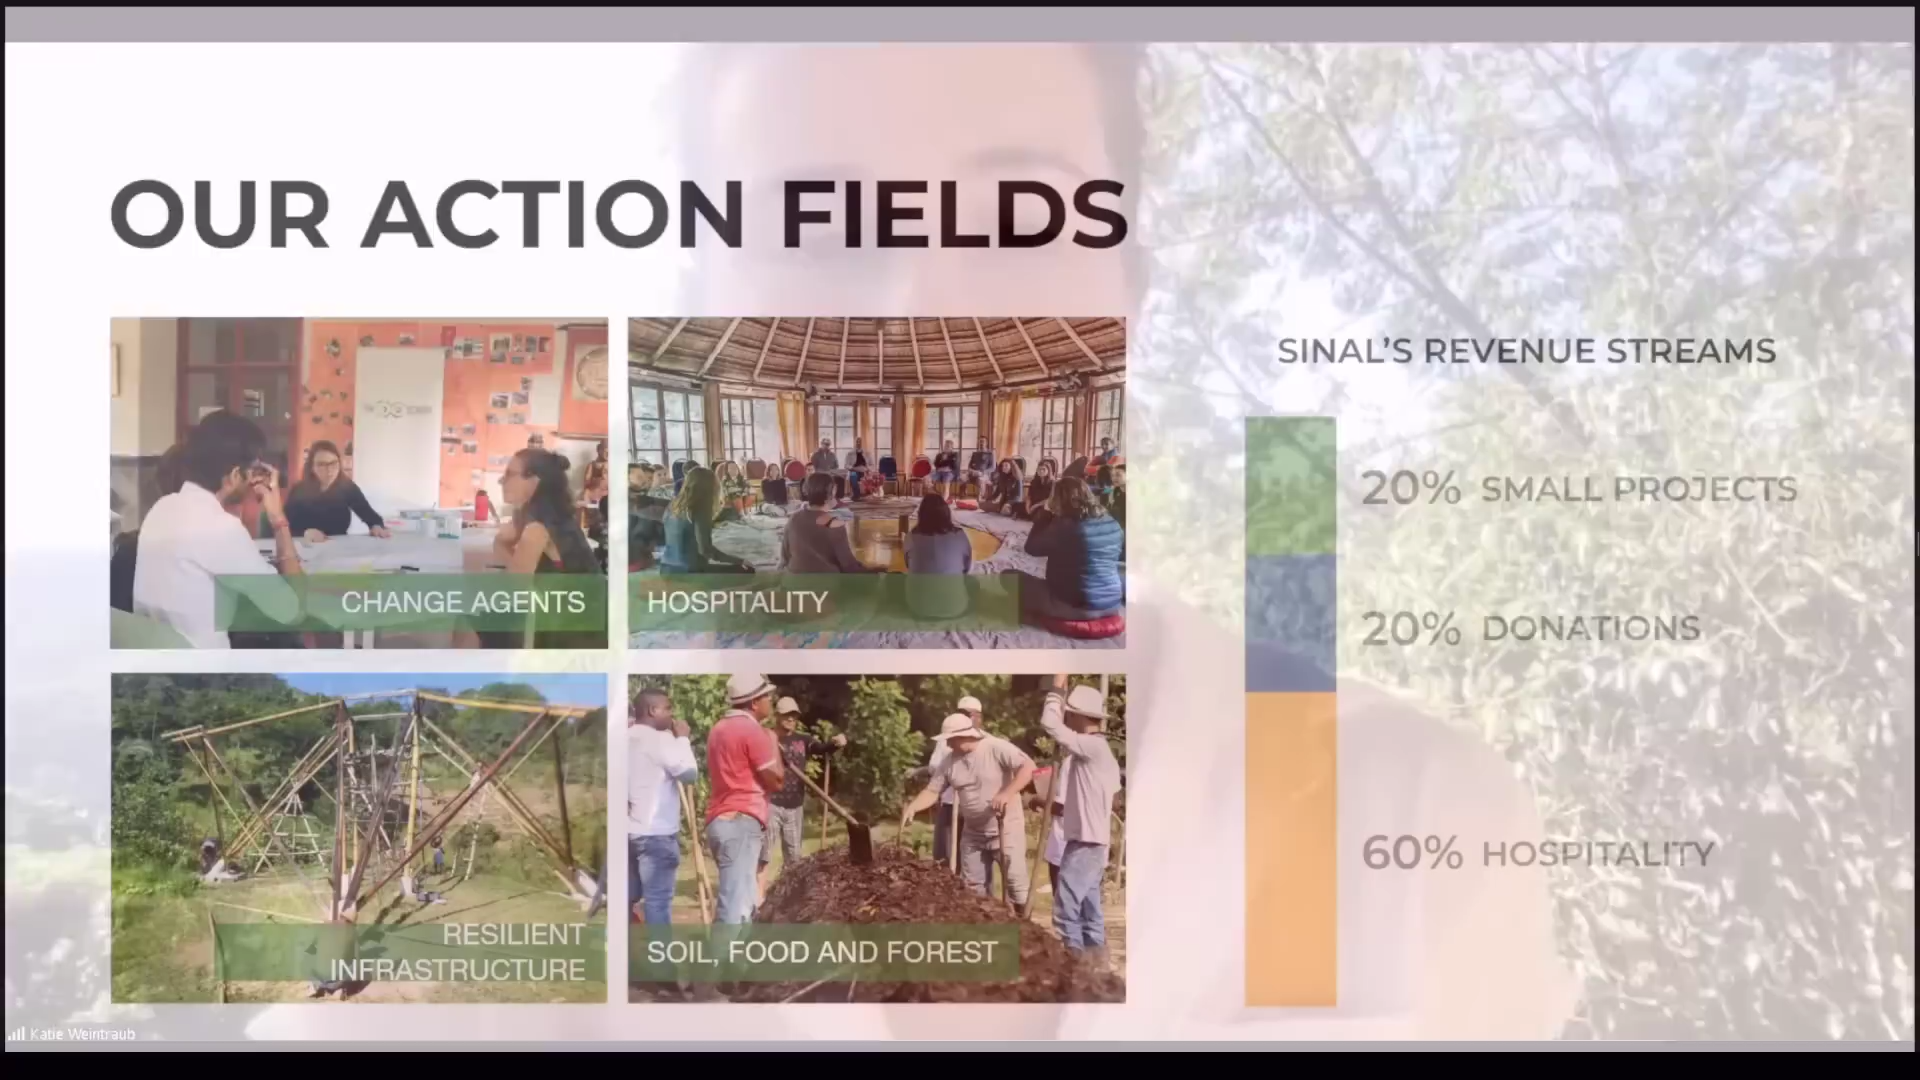 OUR ACTION FIELDS
CHANGE AGENTS
HOSPITALITY
RESILIENT
INFRASTRUCTURE
SOIL, FOOD AND FOREST
SINAL'S REVENUE STREAMS
20% SMALL PROJECTS
20% DONATIONS
60% HOSPITALITY
Katie Weintraub